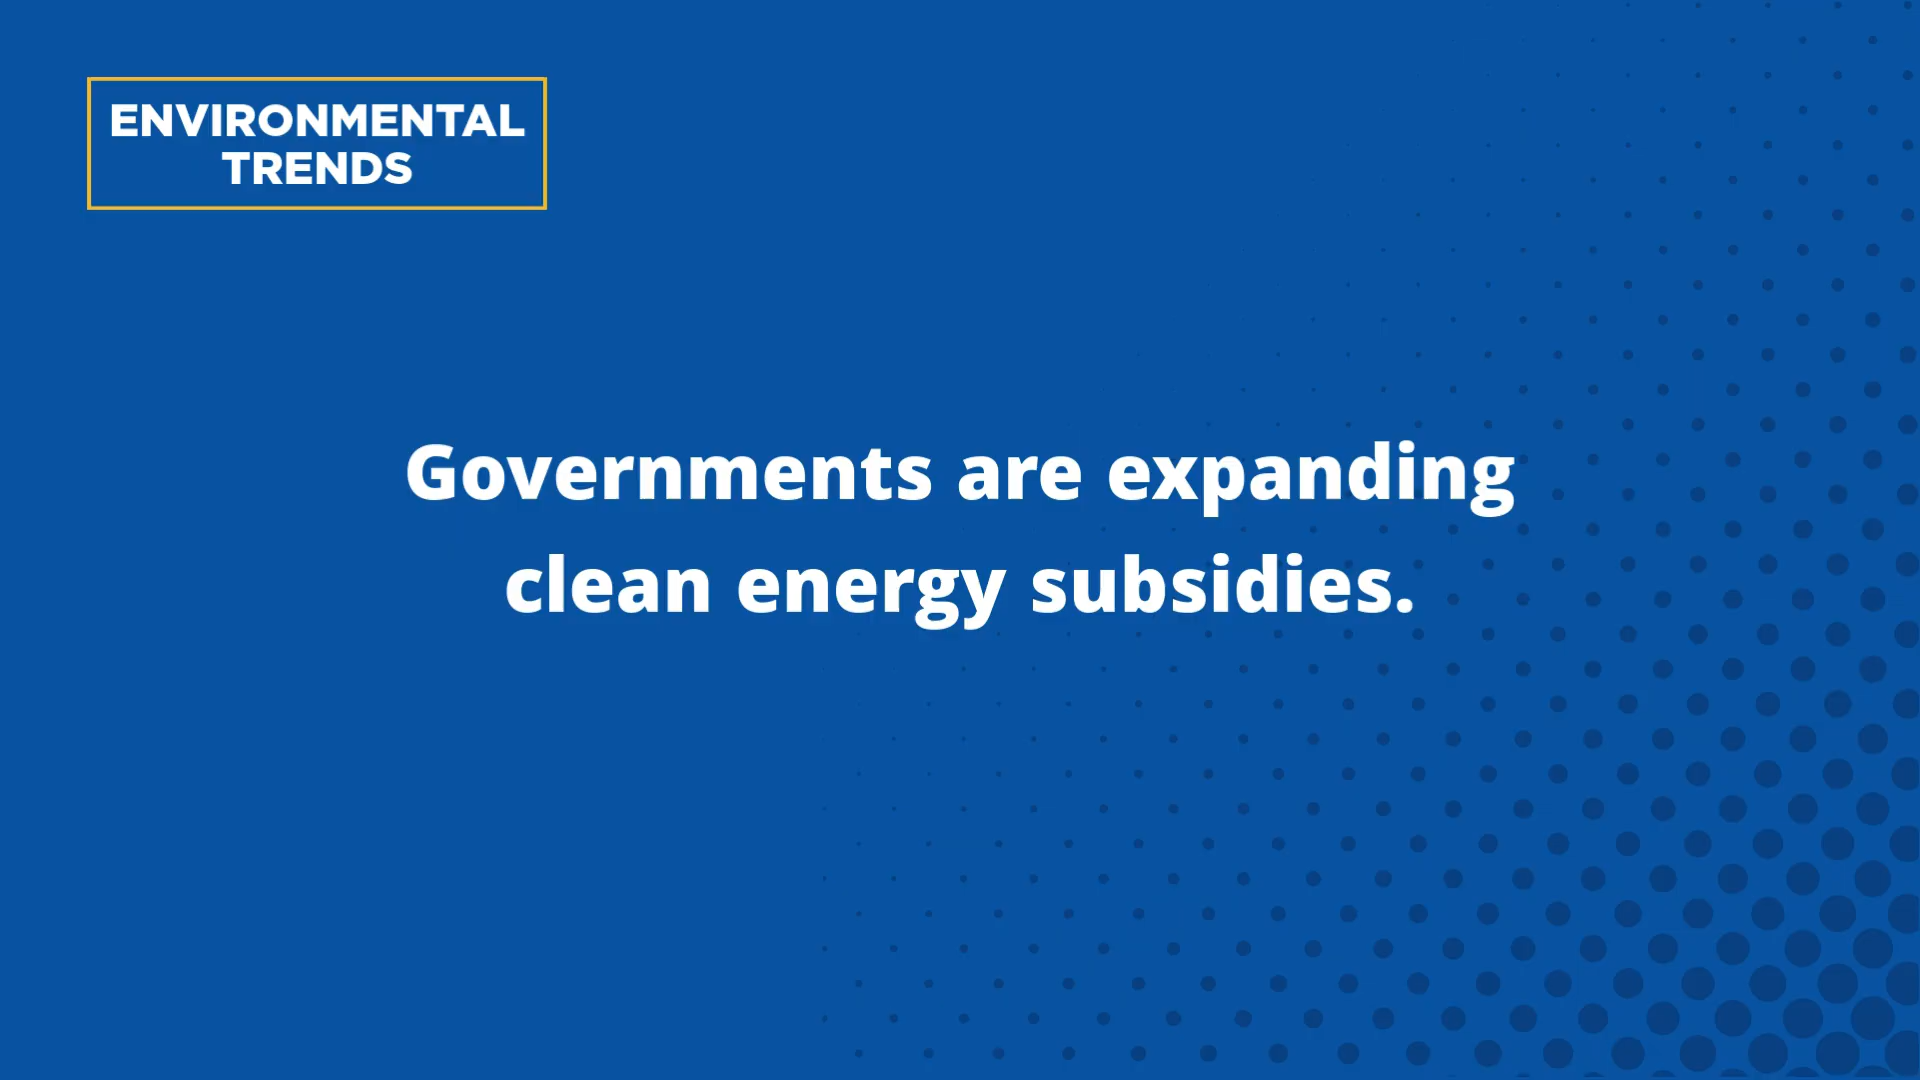 ENVIRONMENTAL
TRENDS
Governments are expanding
clean energy subsidies.